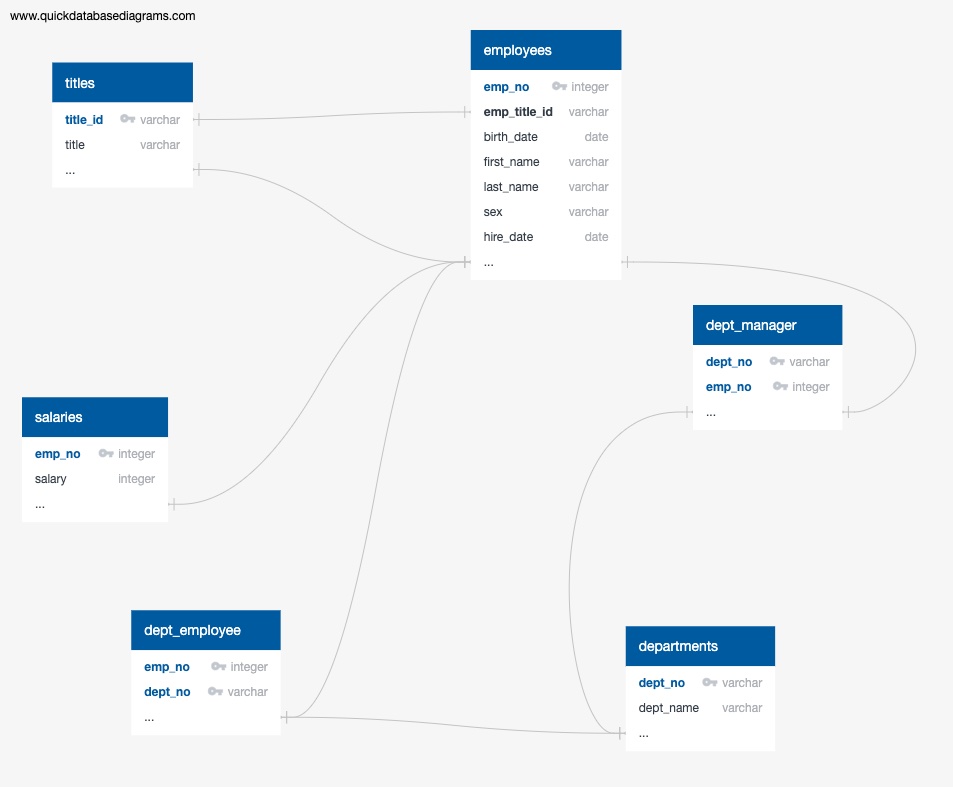 www.quickdatabasediagrams.com
titles
title_id varchar
title varchar
...
employees
emp_no integer
emp_title_id varchar
birth_date date
first_name varchar
last_name varchar
sex varchar
hire_date date
...
dept_manager
dept_no varchar
emp_no integer
...
salaries
emp_no integer
salary integer
...
dept_employee
emp_no integer
dept_no varchar
...
departments
dept_no varchar
dept_name varchar
...